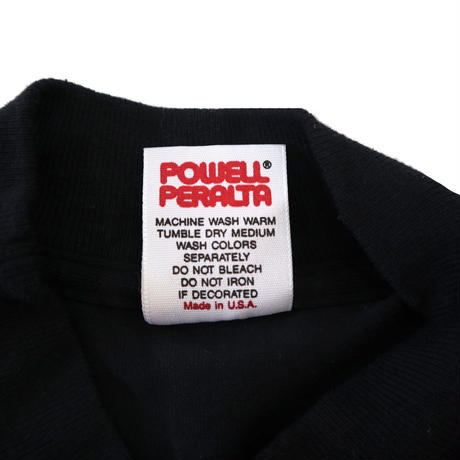 POWELL®
PERALTA
MACHINE WASH WARM
TUMBLE DRY MEDIUM
WASH COLORS
SEPARATELY
DO NOT BLEACH
DO NOT IRON
IF DECORATED
Made in U.S.A.